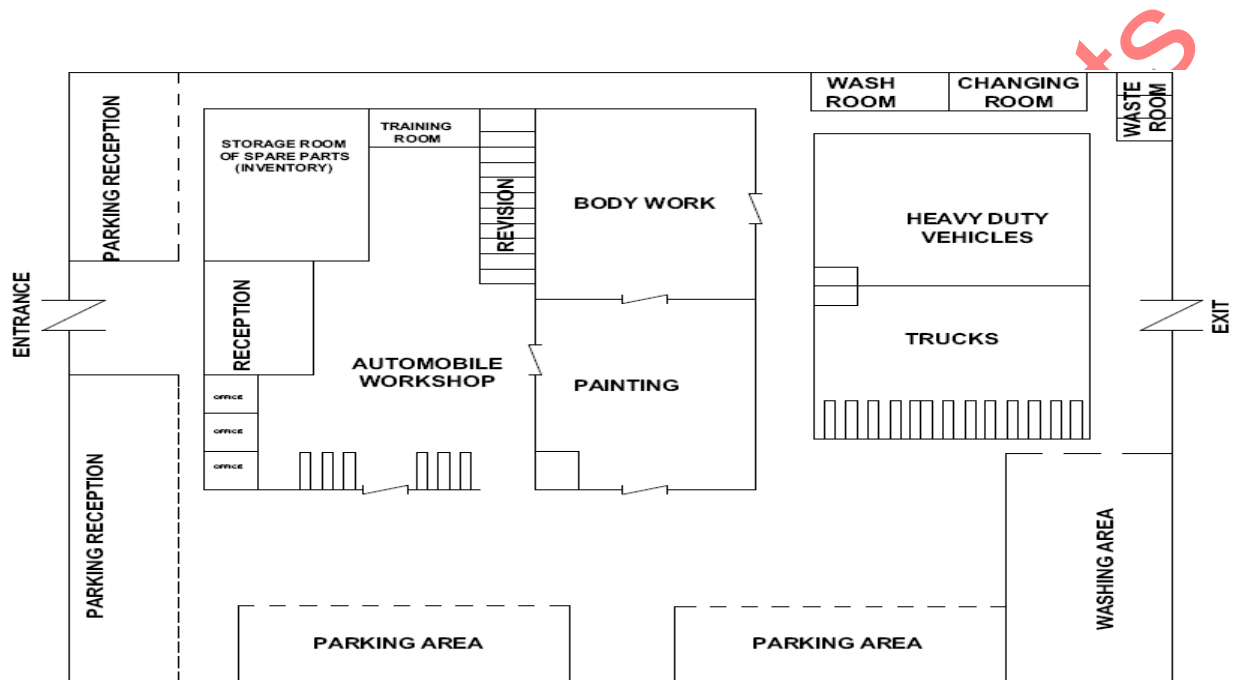 ts
WASH
ROOM
CHANGING
ROOM
WASTE
ROOM
PARKING RECEPTION
STORAGE ROOM
OF SPARE PARTS
(INVENTORY)
TRAINING
ROOM
REVISION
BODY WORK
HEAVY DUTY
VEHICLES
ENTRANCE
RECEPTION
AUTOMOBILE
WORKSHOP
PAINTING
TRUCKS
EXIT
OFFICE
OFFICE
OFFICE
PARKING RECEPTION
WASHING AREA
PARKING AREA
PARKING AREA